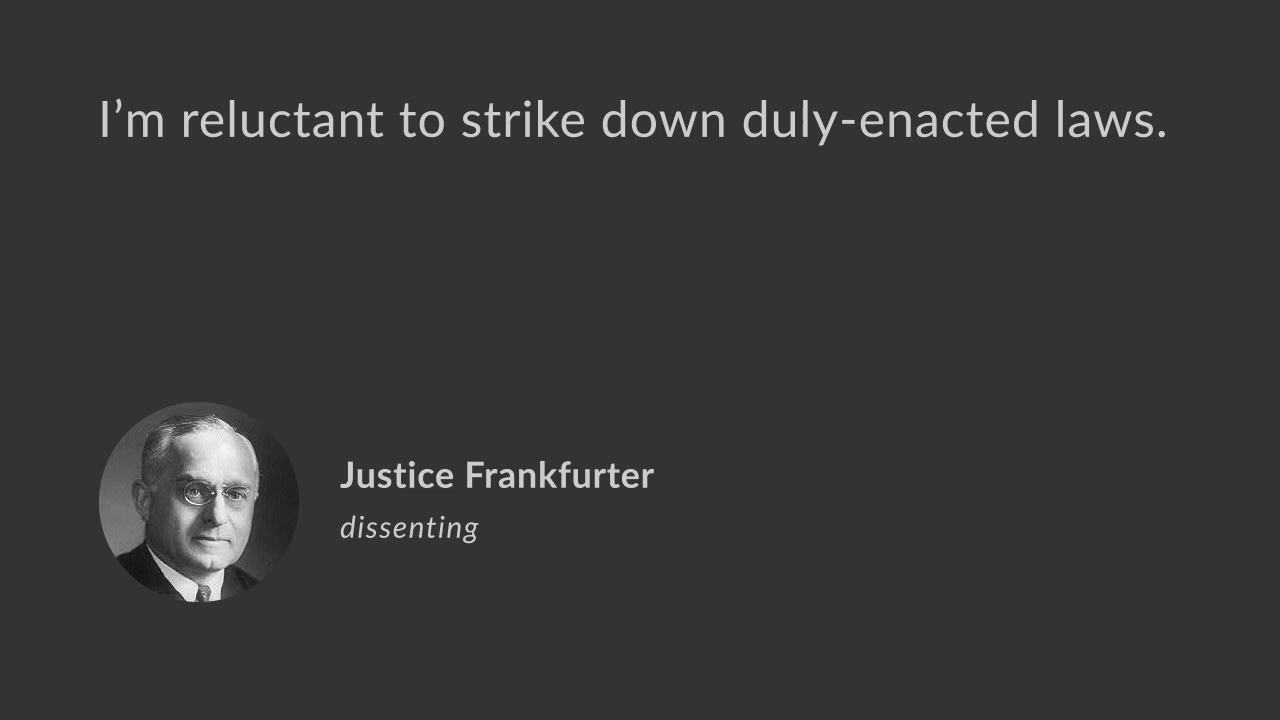 I’m reluctant to strike down duly-enacted laws.
Justice Frankfurter
dissenting